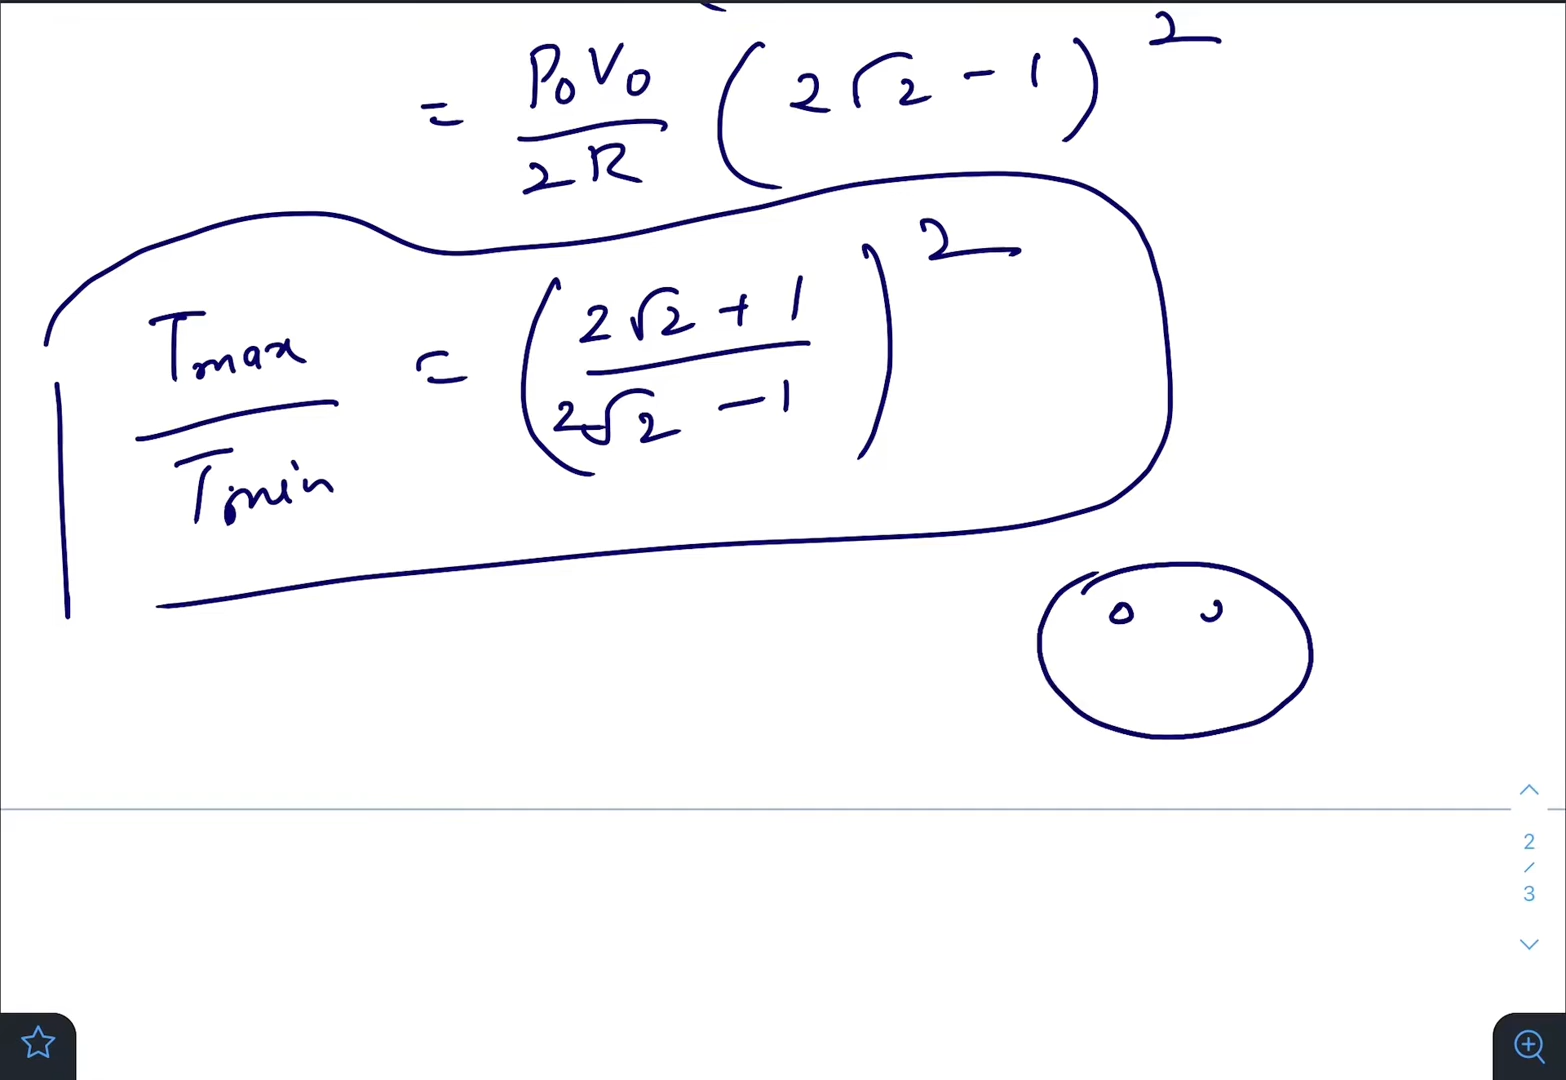 = P₀V₀ / 2R (2√2 - 1)²
Tmax / Tmin = ((2√2 + 1) / (2√2 - 1))²
2
/
3